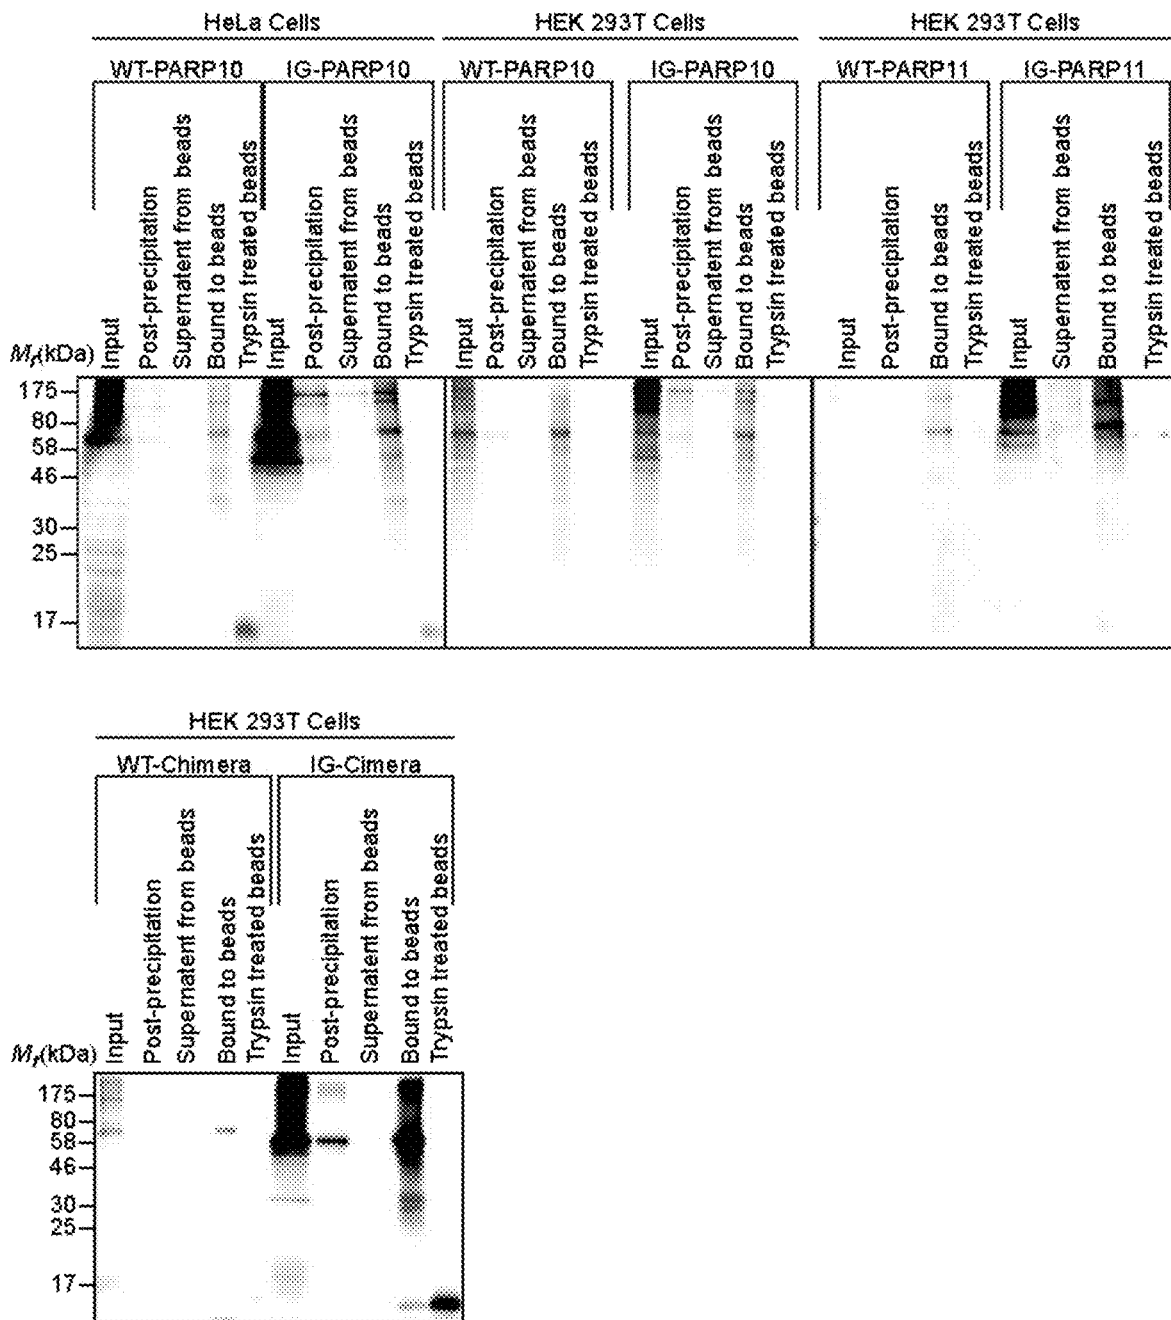 HeLa Cells
HEK 293T Cells
HEK 293T Cells
WT-PARP10
IG-PARP10
WT-PARP10
IG-PARP10
WT-PARP11
IG-PARP11
Input
Post-precipitation
Supernatent from beads
Bound to beads
Trypsin treated beads
Input
Post-precipitation
Supernatent from beads
Bound to beads
Trypsin treated beads
Input
Post-precipitation
Supernatent from beads
Bound to beads
Trypsin treated beads
Input
Post-precipitation
Supernatent from beads
Bound to beads
Trypsin treated beads
Input
Post-precipitation
Bound to beads
Trypsin treated beads
Input
Supernatent from beads
Bound to beads
Trypsin treated beads
Mr(kDa)
175
80
58
46
30
25
17
HEK 293T Cells
WT-Chimera
IG-Cimera
Input
Post-precipitation
Supernatent from beads
Bound to beads
Trypsin treated beads
Input
Post-precipitation
Supernatent from beads
Bound to beads
Trypsin treated beads
Mr(kDa)
175
80
58
46
30
25
17